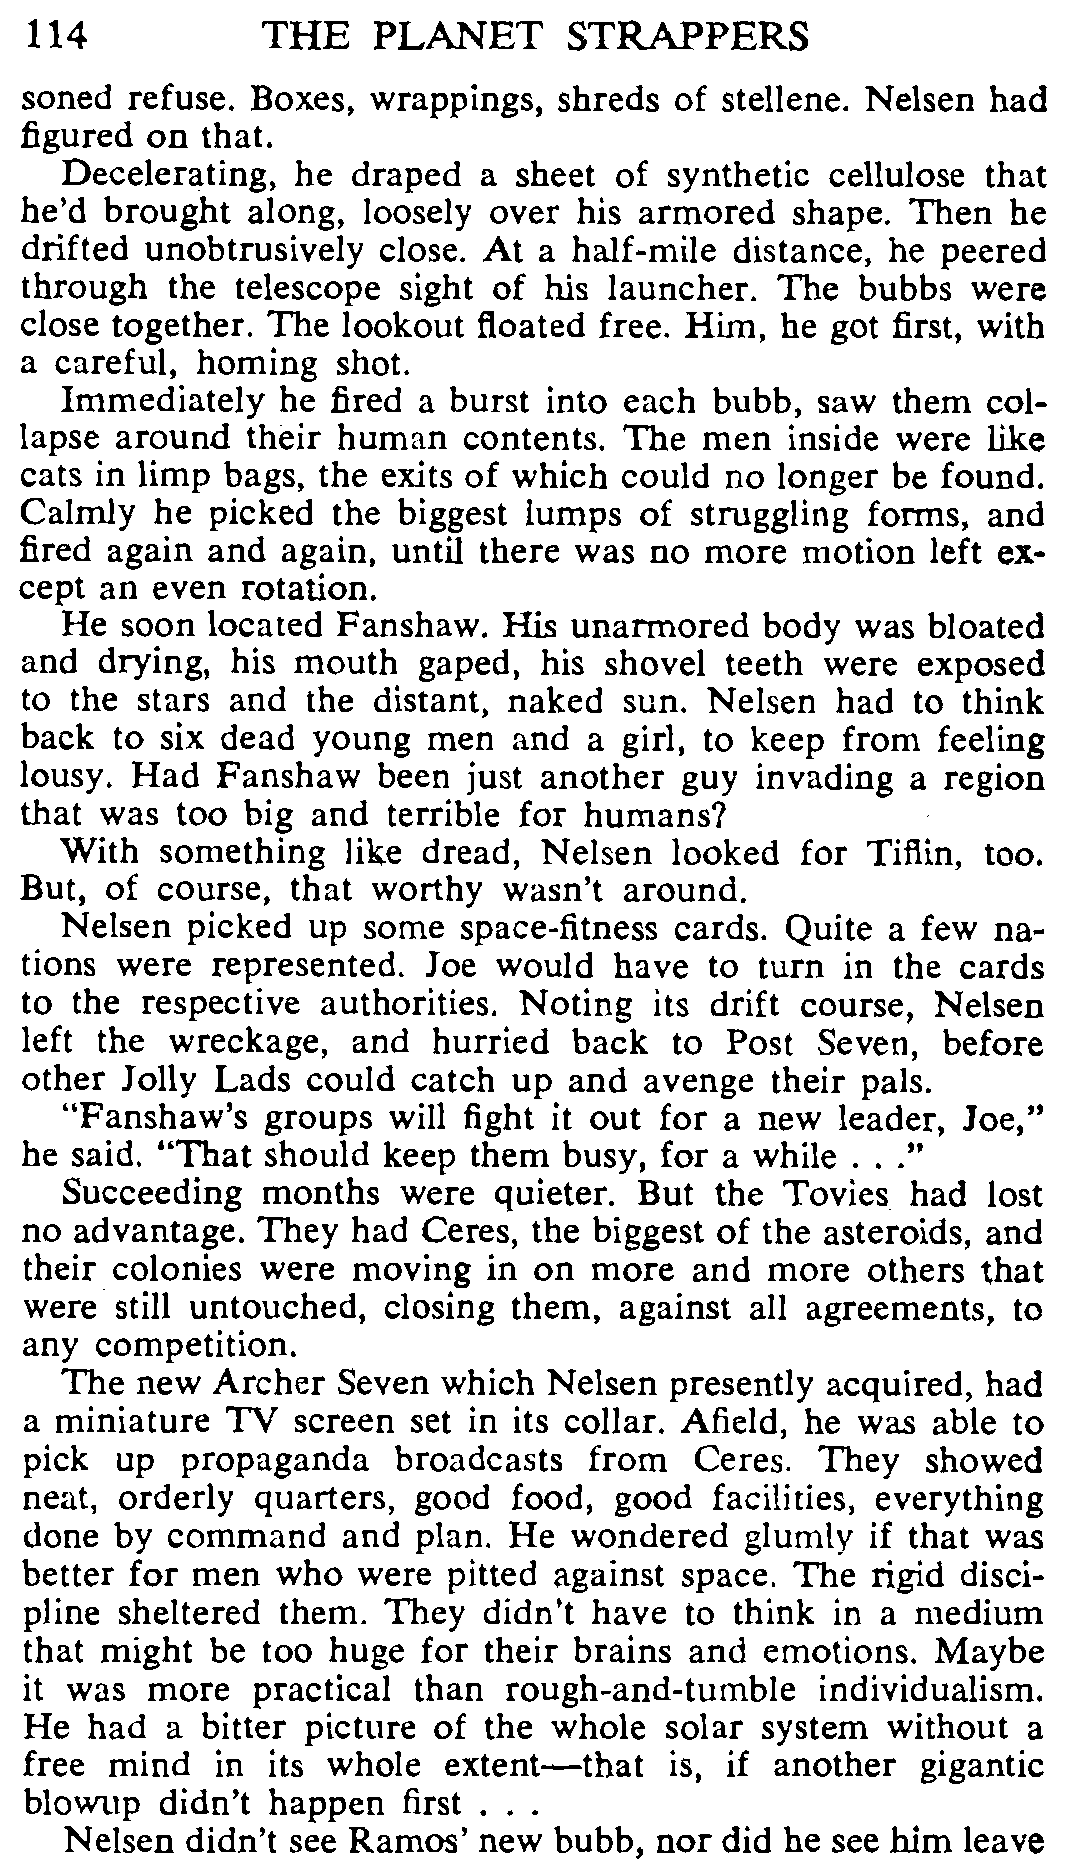 114 THE PLANET STRAPPERS
soned refuse. Boxes, wrappings, shreds of stellene. Nelsen had
figured on that.
Decelerating, he draped a sheet of synthetic cellulose that
he'd brought along, loosely over his armored shape. Then he
drifted unobtrusively close. At a half-mile distance, he peered
through the telescope sight of his launcher. The bubbs were
close together. The lookout floated free. Him, he got first, with
a careful, homing shot.
Immediately he fired a burst into each bubb, saw them col-
lapse around their human contents. The men inside were like
cats in limp bags, the exits of which could no longer be found.
Calmly he picked the biggest lumps of struggling forms, and
fired again and again, until there was no more motion left ex-
cept an even rotation.
He soon located Fanshaw. His unarmored body was bloated
and drying, his mouth gaped, his shovel teeth were exposed
to the stars and the distant, naked sun. Nelsen had to think
back to six dead young men and a girl, to keep from feeling
lousy. Had Fanshaw been just another guy invading a region
that was too big and terrible for humans?
With something like dread, Nelsen looked for Tiflin, too.
But, of course, that worthy wasn't around.
Nelsen picked up some space-fitness cards. Quite a few na-
tions were represented. Joe would have to turn in the cards
to the respective authorities. Noting its drift course, Nelsen
left the wreckage, and hurried back to Post Seven, before
other Jolly Lads could catch up and avenge their pals.
"Fanshaw's groups will fight it out for a new leader, Joe,"
he said. "That should keep them busy, for a while . . ."
Succeeding months were quieter. But the Tovies had lost
no advantage. They had Ceres, the biggest of the asteroids, and
their colonies were moving in on more and more others that
were still untouched, closing them, against all agreements, to
any competition.
The new Archer Seven which Nelsen presently acquired, had
a miniature TV screen set in its collar. Afield, he was able to
pick up propaganda broadcasts from Ceres. They showed
neat, orderly quarters, good food, good facilities, everything
done by command and plan. He wondered glumly if that was
better for men who were pitted against space. The rigid disci-
pline sheltered them. They didn't have to think in a medium
that might be too huge for their brains and emotions. Maybe
it was more practical than rough-and-tumble individualism.
He had a bitter picture of the whole solar system without a
free mind in its whole extent—that is, if another gigantic
blowup didn't happen first . . .
Nelsen didn't see Ramos' new bubb, nor did he see him leave